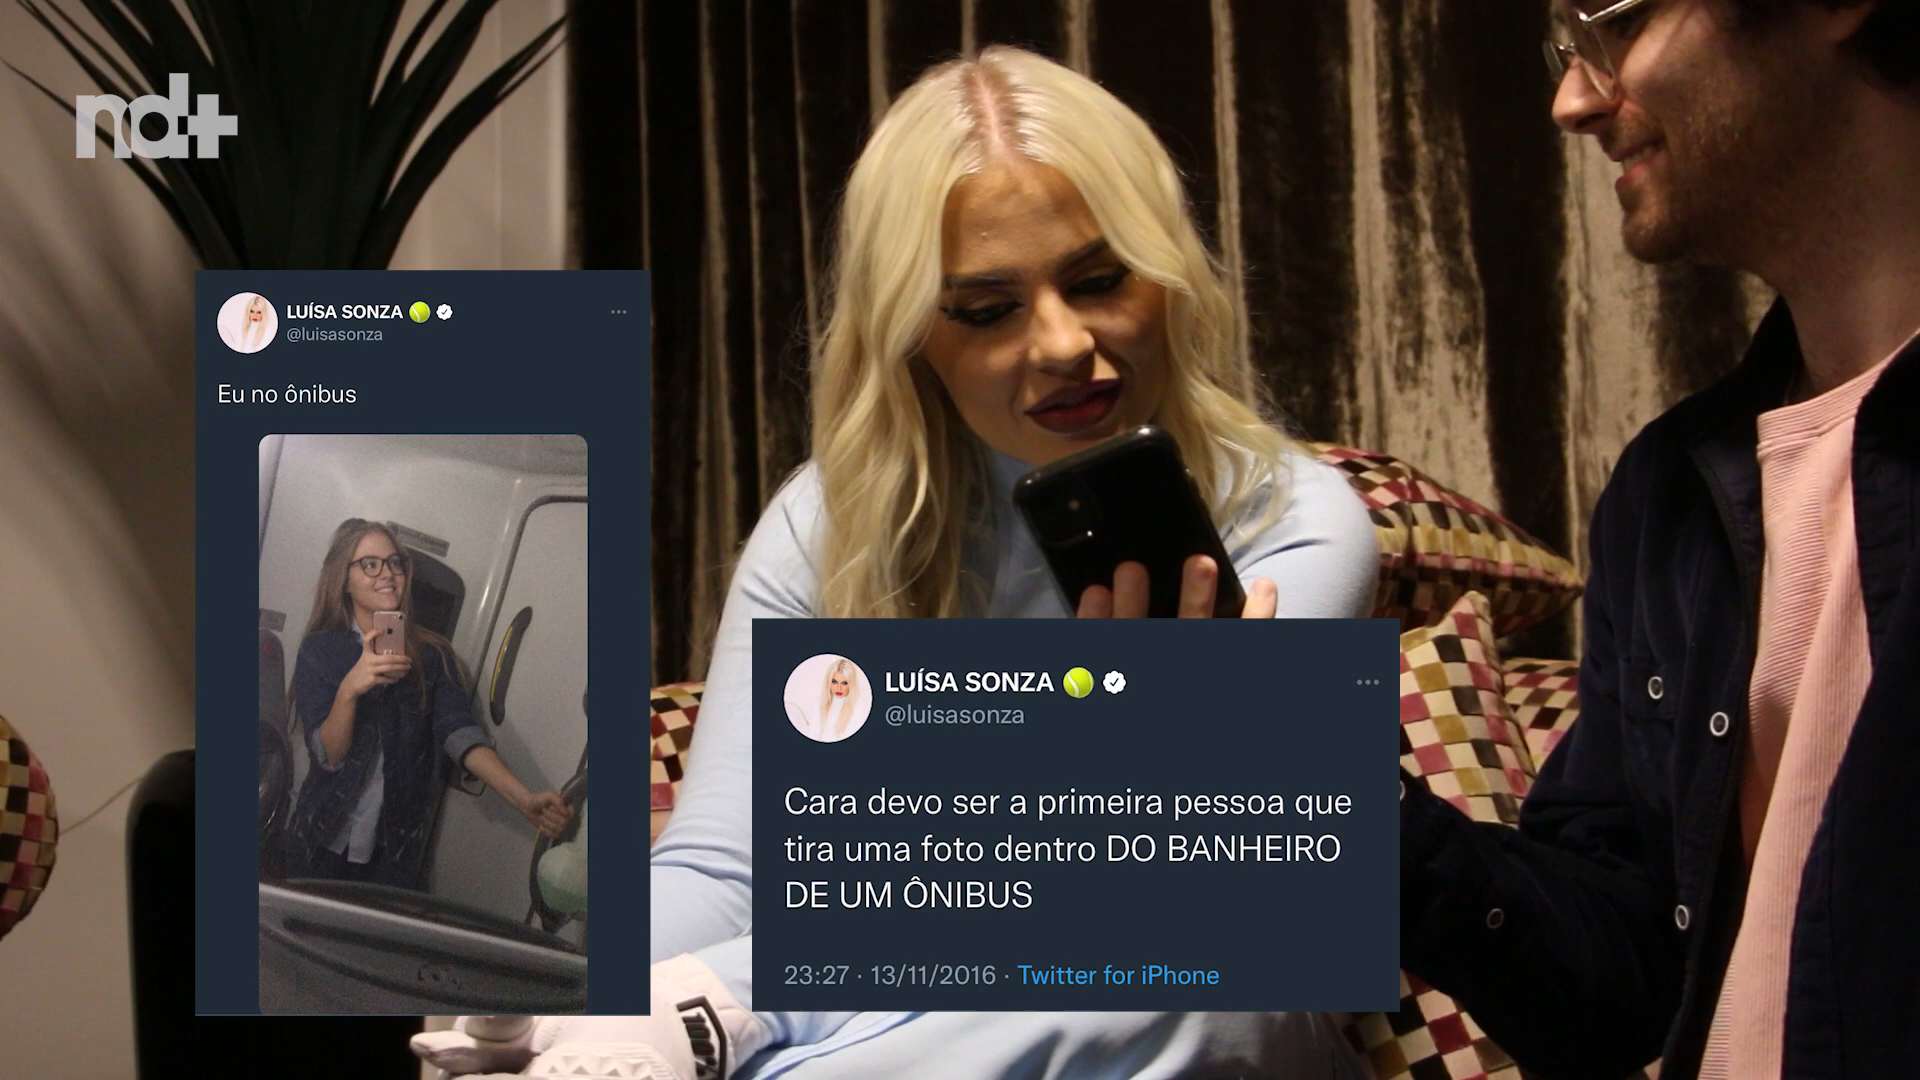 nd+
LUÍSA SONZA
@luisasonza
Eu no ônibus
LUÍSA SONZA
@luisasonza
Cara devo ser a primeira pessoa que
tira uma foto dentro DO BANHEIRO
DE UM ÔNIBUS
23:27 · 13/11/2016 · Twitter for iPhone